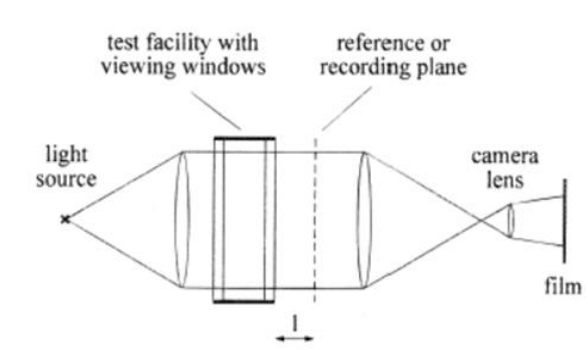 test facility with
viewing windows
reference or
recording plane
light
source
camera
lens
film
l